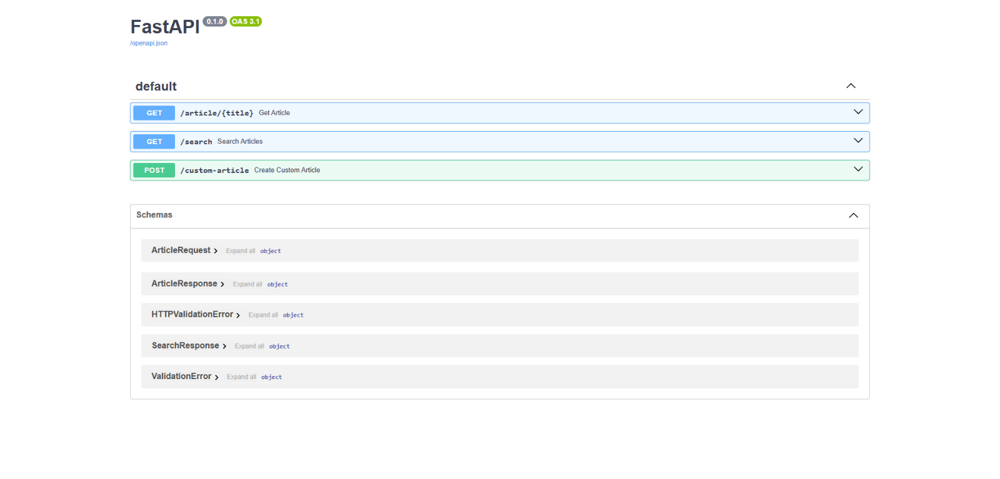 FastAPI 0.1.0 OAS 3.1
/openapi.json
default
GET /article/{title} Get Article
GET /search Search Articles
POST /custom-article Create Custom Article
Schemas
ArticleRequest Expand all object
ArticleResponse Expand all object
HTTPValidationError Expand all object
SearchResponse Expand all object
ValidationError Expand all object